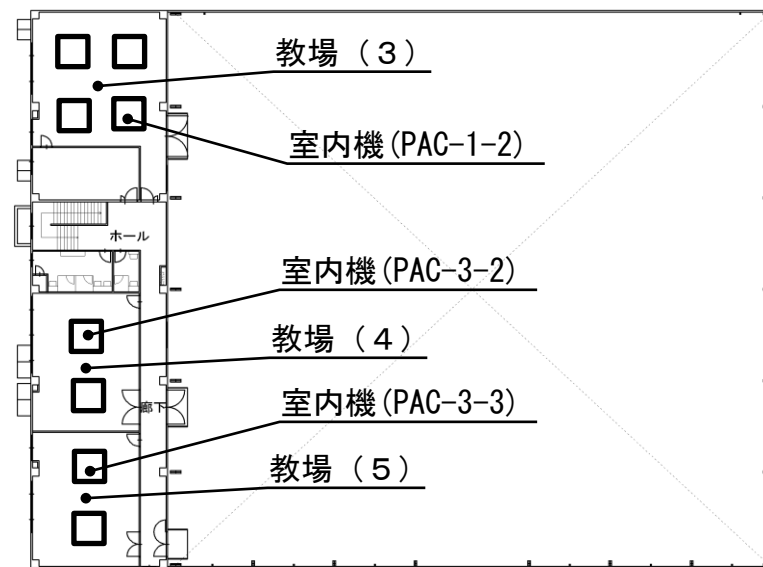 教場（３）
室内機(PAC-1-2)
ホール
室内機(PAC-3-2)
教場（４）
室内機(PAC-3-3)
廊下
教場（５）